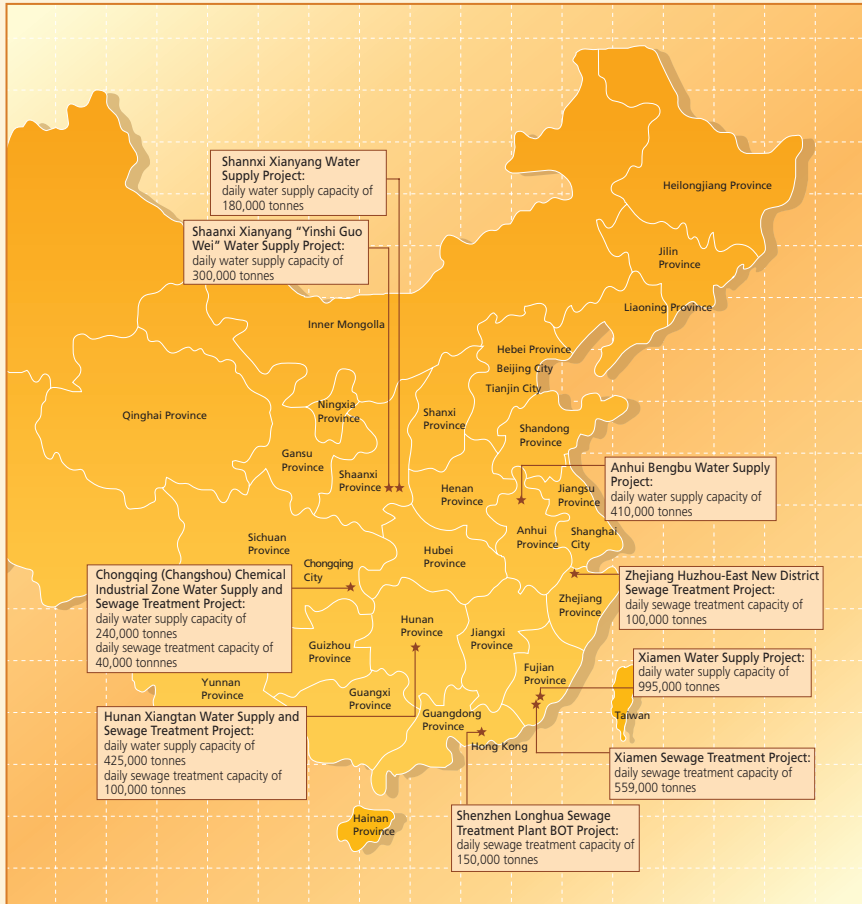 Shannxi Xianyang Water
Supply Project:
daily water supply capacity of
180,000 tonnes
Shaanxi Xianyang “Yinshi Guo
Wei” Water Supply Project:
daily water supply capacity of
300,000 tonnes
Heilongjiang Province
Jilin
Province
Liaoning Province
Inner Mongolla
Hebei Province
Beijing City
Tianjin City
Qinghai Province
Ningxia
Province
Shanxi
Province
Shandong
Province
Gansu
Province
Shaanxi
Province
Henan
Province
Jiangsu
Province
Anhui Bengbu Water Supply
Project:
daily water supply capacity of
410,000 tonnes
Anhui
Province
Shanghai
City
Sichuan
Province
Hubei
Province
Chongqing
City
Chongqing (Changshou) Chemical
Industrial Zone Water Supply and
Sewage Treatment Project:
daily water supply capacity of
240,000 tonnes
daily sewage treatment capacity of
40,000 tonnnes
Zhejiang Huzhou-East New District
Sewage Treatment Project:
daily sewage treatment capacity of
100,000 tonnes
Zhejiang
Province
Hunan
Province
Jiangxi
Province
Guizhou
Province
Fujian
Province
Xiamen Water Supply Project:
daily water supply capacity of
995,000 tonnes
Yunnan
Province
Guangxi
Province
Guangdong
Province
Hong Kong
Taiwan
Hunan Xiangtan Water Supply and
Sewage Treatment Project:
daily water supply capacity of
425,000 tonnes
daily sewage treatment capacity of
100,000 tonnes
Xiamen Sewage Treatment Project:
daily sewage treatment capacity of
559,000 tonnes
Hainan
Province
Shenzhen Longhua Sewage
Treatment Plant BOT Project:
daily sewage treatment capacity of
150,000 tonnes